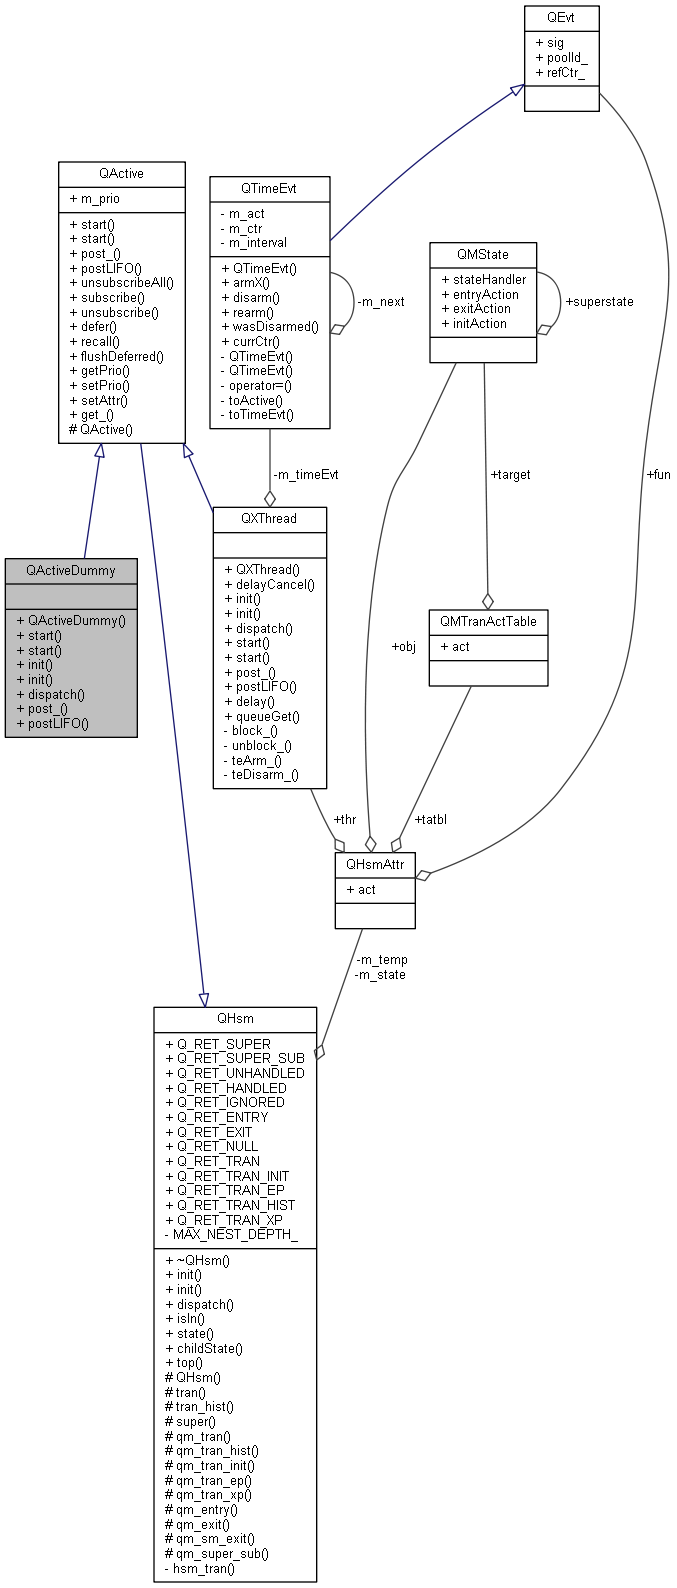 QEvt
+ sig
+ poolId_
+ refCtr_
QActive
+ m_prio
+ start()
+ start()
+ post_()
+ postLIFO()
+ unsubscribeAll()
+ subscribe()
+ unsubscribe()
+ defer()
+ recall()
+ flushDeferred()
+ getPrio()
+ setPrio()
+ setAttr()
+ get_()
# QActive()
QTimeEvt
- m_act
- m_ctr
- m_interval
+ QTimeEvt()
+ armX()
+ disarm()
+ rearm()
+ wasDisarmed()
+ currCtr()
- QTimeEvt()
- QTimeEvt()
- operator=()
- toActive()
- toTimeEvt()
-m_next
QMState
+ stateHandler
+ entryAction
+ exitAction
+ initAction
+superstate
-m_timeEvt
+target
+fun
QXThread
+ QXThread()
+ delayCancel()
+ init()
+ init()
+ dispatch()
+ start()
+ start()
+ post_()
+ postLIFO()
+ delay()
+ queueGet()
- block_()
- unblock_()
- teArm_()
- teDisarm_()
QActiveDummy
+ QActiveDummy()
+ start()
+ start()
+ init()
+ init()
+ dispatch()
+ post_()
+ postLIFO()
QMTranActTable
+ act
+obj
+thr
+tatbl
QHsmAttr
+ act
-m_temp
-m_state
QHsm
+ Q_RET_SUPER
+ Q_RET_SUPER_SUB
+ Q_RET_UNHANDLED
+ Q_RET_HANDLED
+ Q_RET_IGNORED
+ Q_RET_ENTRY
+ Q_RET_EXIT
+ Q_RET_NULL
+ Q_RET_TRAN
+ Q_RET_TRAN_INIT
+ Q_RET_TRAN_EP
+ Q_RET_TRAN_HIST
+ Q_RET_TRAN_XP
- MAX_NEST_DEPTH_
+ ~QHsm()
+ init()
+ init()
+ dispatch()
+ isIn()
+ state()
+ childState()
+ top()
# QHsm()
# tran()
# tran_hist()
# super()
# qm_tran()
# qm_tran_hist()
# qm_tran_init()
# qm_tran_ep()
# qm_tran_xp()
# qm_entry()
# qm_exit()
# qm_sm_exit()
# qm_super_sub()
- hsm_tran()